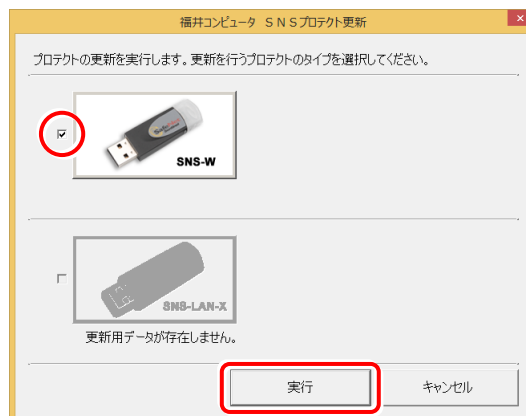 福井コンピュータ ＳＮＳプロテクト更新
プロテクトの更新を実行します。更新を行うプロテクトのタイプを選択してください。
SNS-W
SNS-LAN-X
更新用データが存在しません。
実行
キャンセル